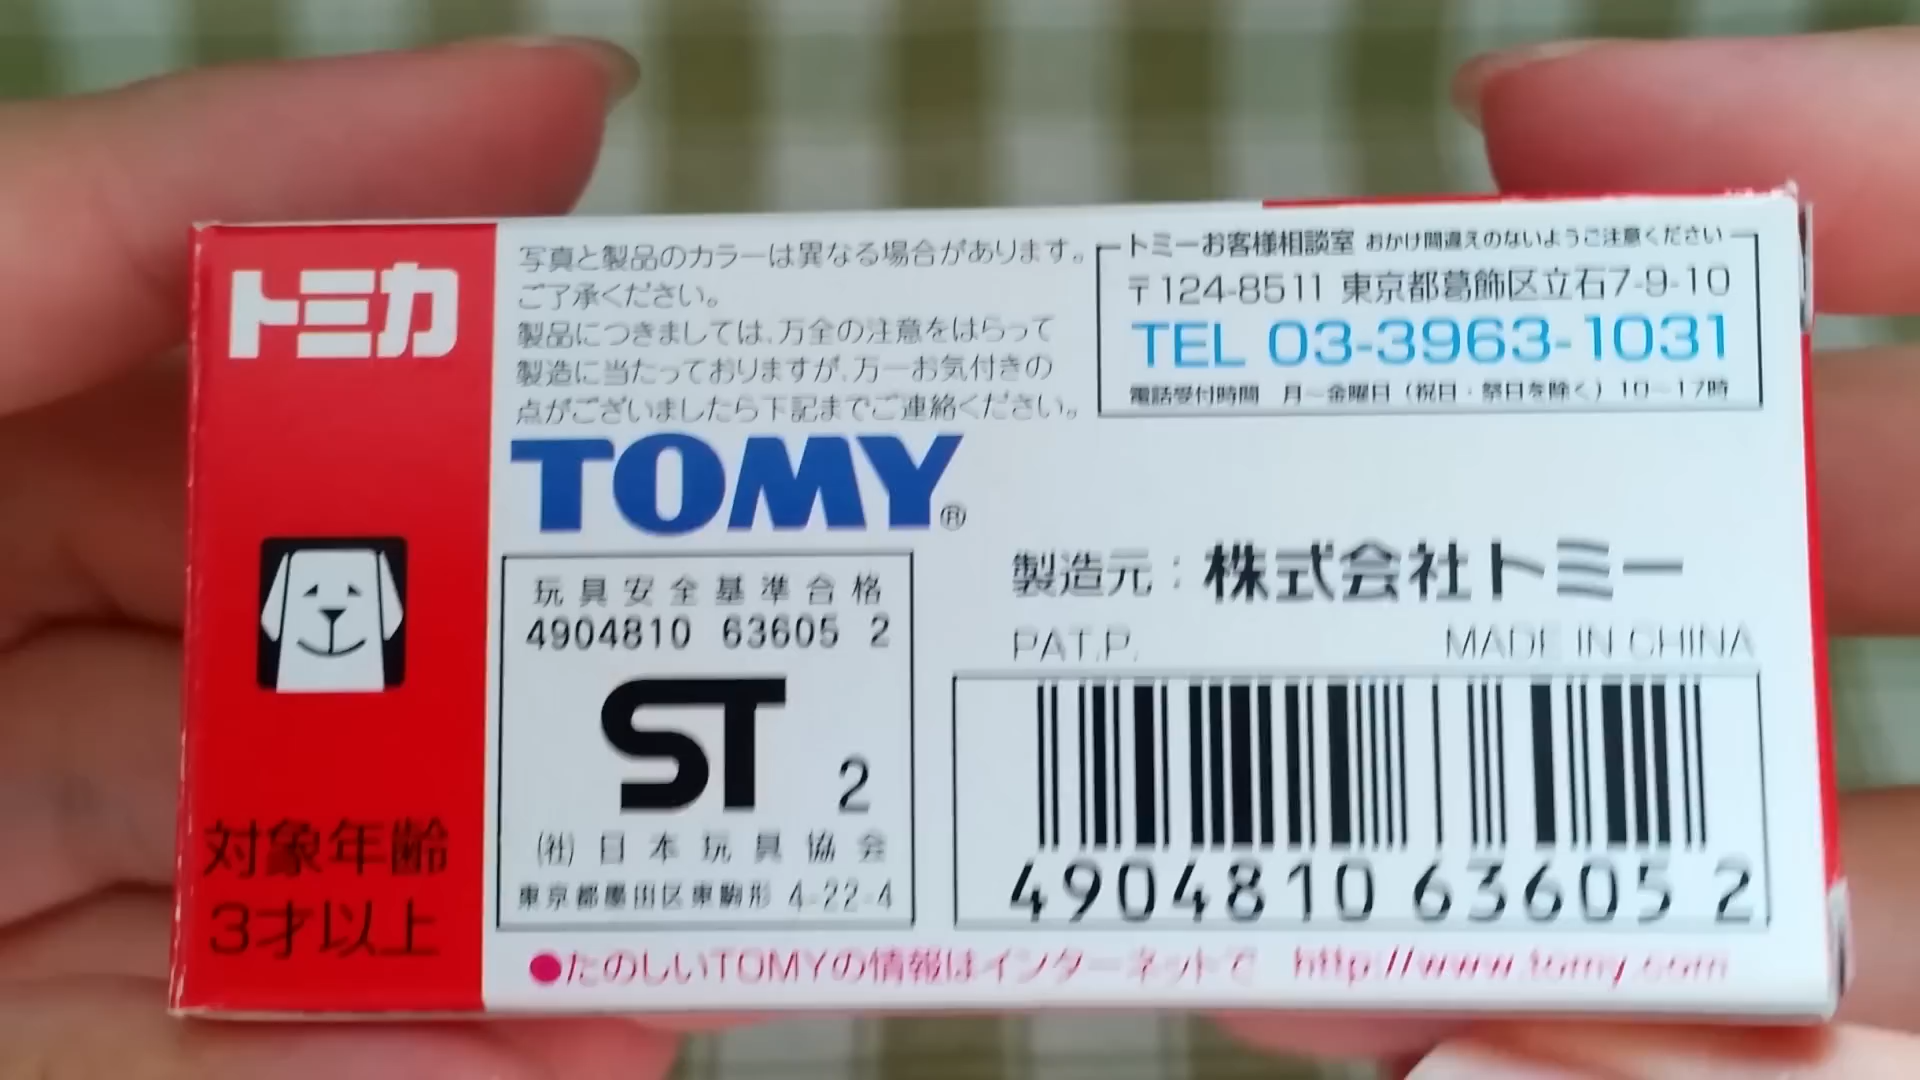 トミカ
対象年齢
3才以上
写真と製品のカラーは異なる場合があります。
ご了承ください。
製品につきましては、万全の注意をはらって
製造に当たっておりますが、万一お気付きの
点がございましたら下記までご連絡ください。
トミーお客様相談室 おかけ間違えのないようご注意ください
〒124-8511 東京都葛飾区立石7-9-10
TEL 03-3963-1031
電話受付時間 月～金曜日（祝日・祭日を除く）10～17時
TOMY®
玩具安全基準合格
4904810 63605 2
ST 2
(社)日本玩具協会
東京都墨田区東駒形 4-22-4
製造元：株式会社トミー
PAT.P. MADE IN CHINA
4904810 63605 2
●たのしいTOMYの情報はインターネットで http://www.tomy.com